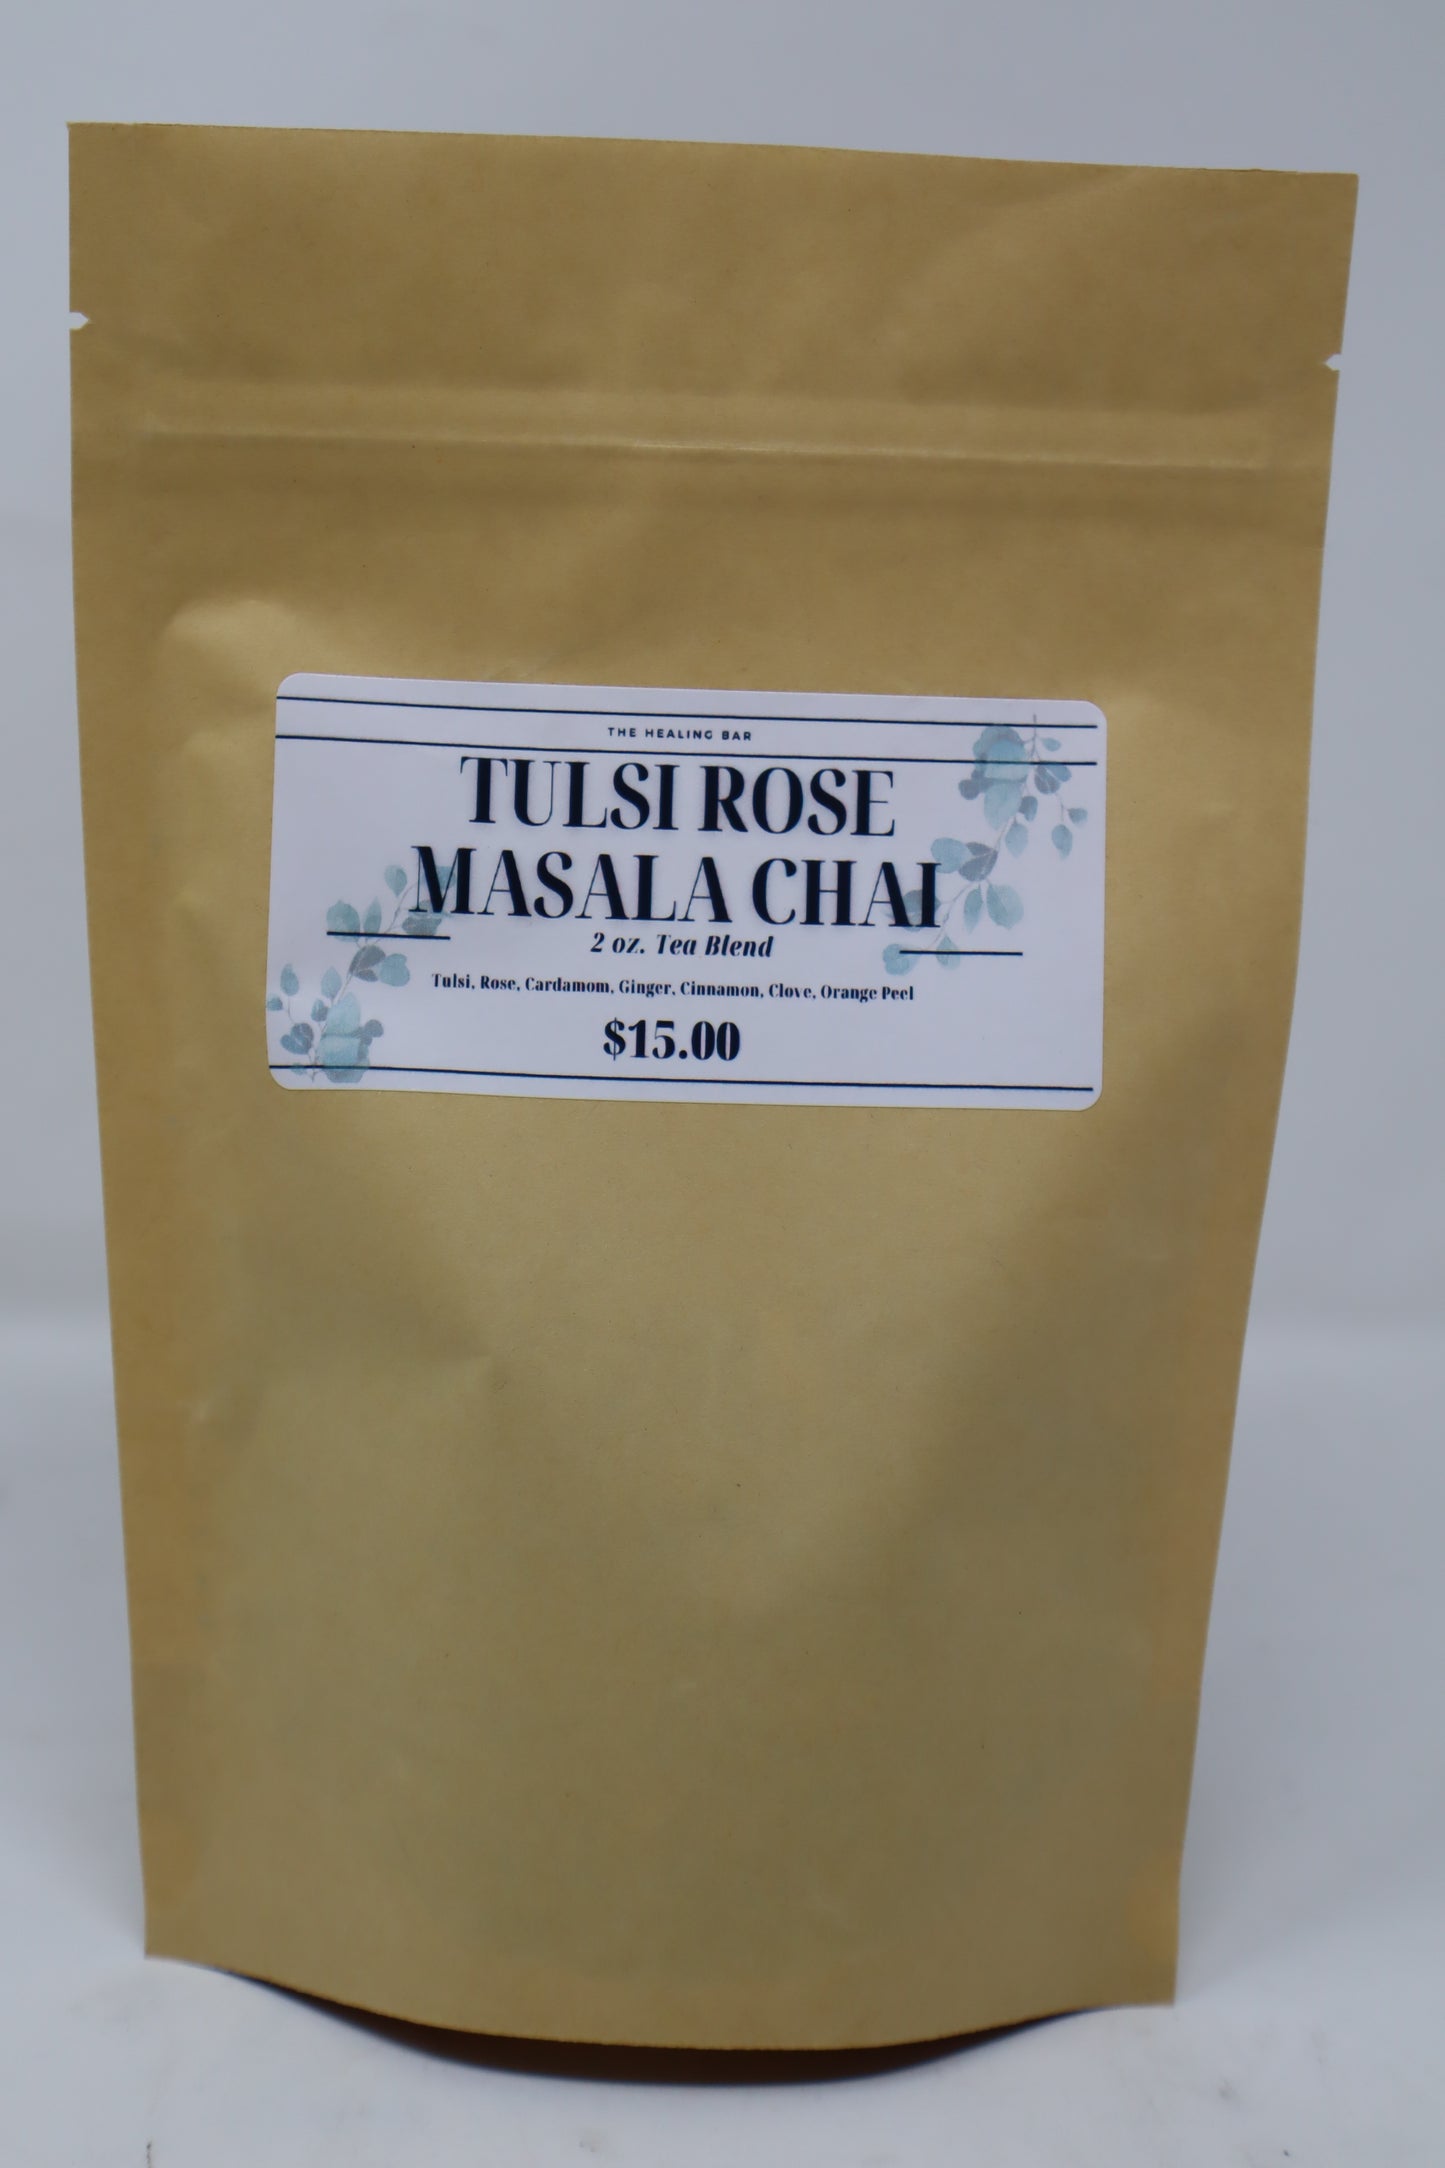 THE HEALING BAR
TULSI ROSE
MASALA CHAI
2 oz. Tea Blend
Tulsi, Rose, Cardamom, Ginger, Cinnamon, Clove, Orange Peel
$15.00